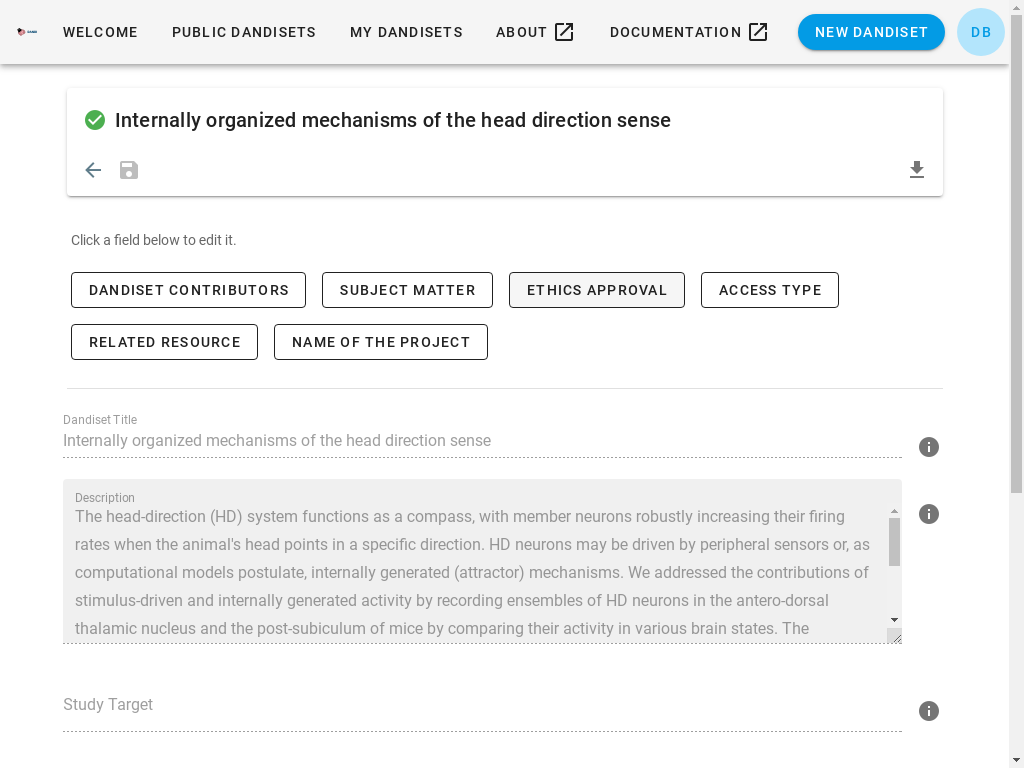 WELCOME PUBLIC DANDISETS MY DANDISETS ABOUT DOCUMENTATION NEW DANDISET DB
Internally organized mechanisms of the head direction sense
Click a field below to edit it.
DANDISET CONTRIBUTORS SUBJECT MATTER ETHICS APPROVAL ACCESS TYPE
RELATED RESOURCE NAME OF THE PROJECT
Dandiset Title
Internally organized mechanisms of the head direction sense
Description
The head-direction (HD) system functions as a compass, with member neurons robustly increasing their firing
rates when the animal's head points in a specific direction. HD neurons may be driven by peripheral sensors or, as
computational models postulate, internally generated (attractor) mechanisms. We addressed the contributions of
stimulus-driven and internally generated activity by recording ensembles of HD neurons in the antero-dorsal
thalamic nucleus and the post-subiculum of mice by comparing their activity in various brain states. The
Study Target